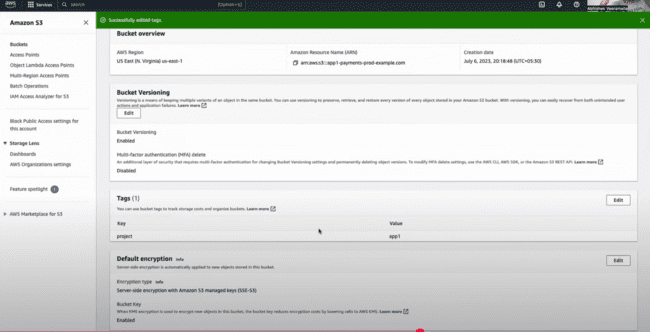 aws
Services
Search
[Option+S]
Amazon S3
Successfully edited tags
Buckets
Access Points
Object Lambda Access Points
Multi-Region Access Points
Batch Operations
IAM Access Analyzer for S3
Block Public Access settings for
this account
Storage Lens
Dashboards
AWS Organizations settings
Feature spotlight
AWS Marketplace for S3
Bucket overview
AWS Region
US East (N. Virginia) us-east-1
Amazon Resource Name (ARN)
arn:aws:s3:::app1-payments-prod-example.com
Creation date
July 6, 2023, 20:18:48 (UTC+05:30)
Bucket Versioning
Versioning is a means of keeping multiple variants of an object in the same bucket. You can use versioning to preserve, retrieve, and restore every version of every object stored in your Amazon S3 bucket. With versioning, you can easily recover from both unintended user
actions and application failures. Learn more
Edit
Bucket Versioning
Enabled
Multi-factor authentication (MFA) delete
An additional layer of security that requires multi-factor authentication for changing Bucket Versioning settings and permanently deleting object versions. To modify MFA delete settings, use the AWS CLI, AWS SDK, or the Amazon S3 REST API. Learn more
Disabled
Tags (1)
Edit
You can use bucket tags to track storage costs and organize buckets. Learn more
Key
Value
project
app1
Default encryption Info
Edit
Server-side encryption is automatically applied to new objects stored in this bucket.
Encryption type Info
Server-side encryption with Amazon S3 managed keys (SSE-S3)
Bucket Key
When KMS encryption is used to encrypt new objects in this bucket, the bucket key reduces encryption costs by lowering calls to AWS KMS. Learn more
Enabled